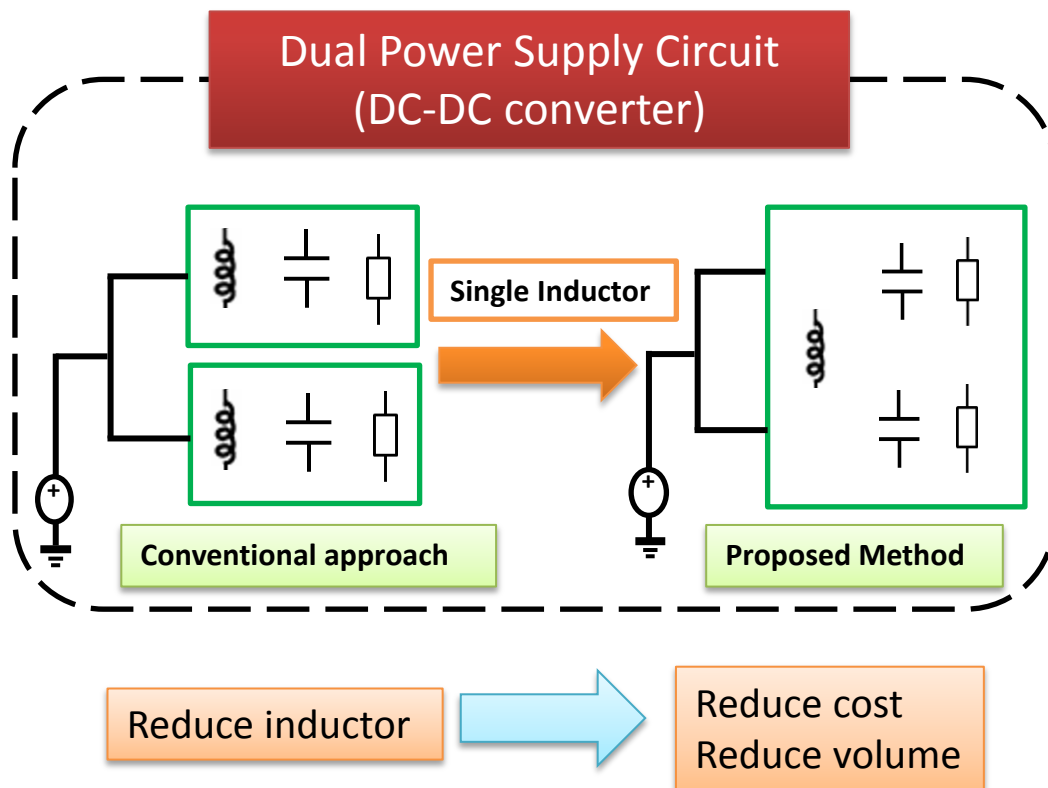 Dual Power Supply Circuit
(DC-DC converter)
Single Inductor
+
+
Conventional approach
Proposed Method
Reduce inductor
Reduce cost
Reduce volume